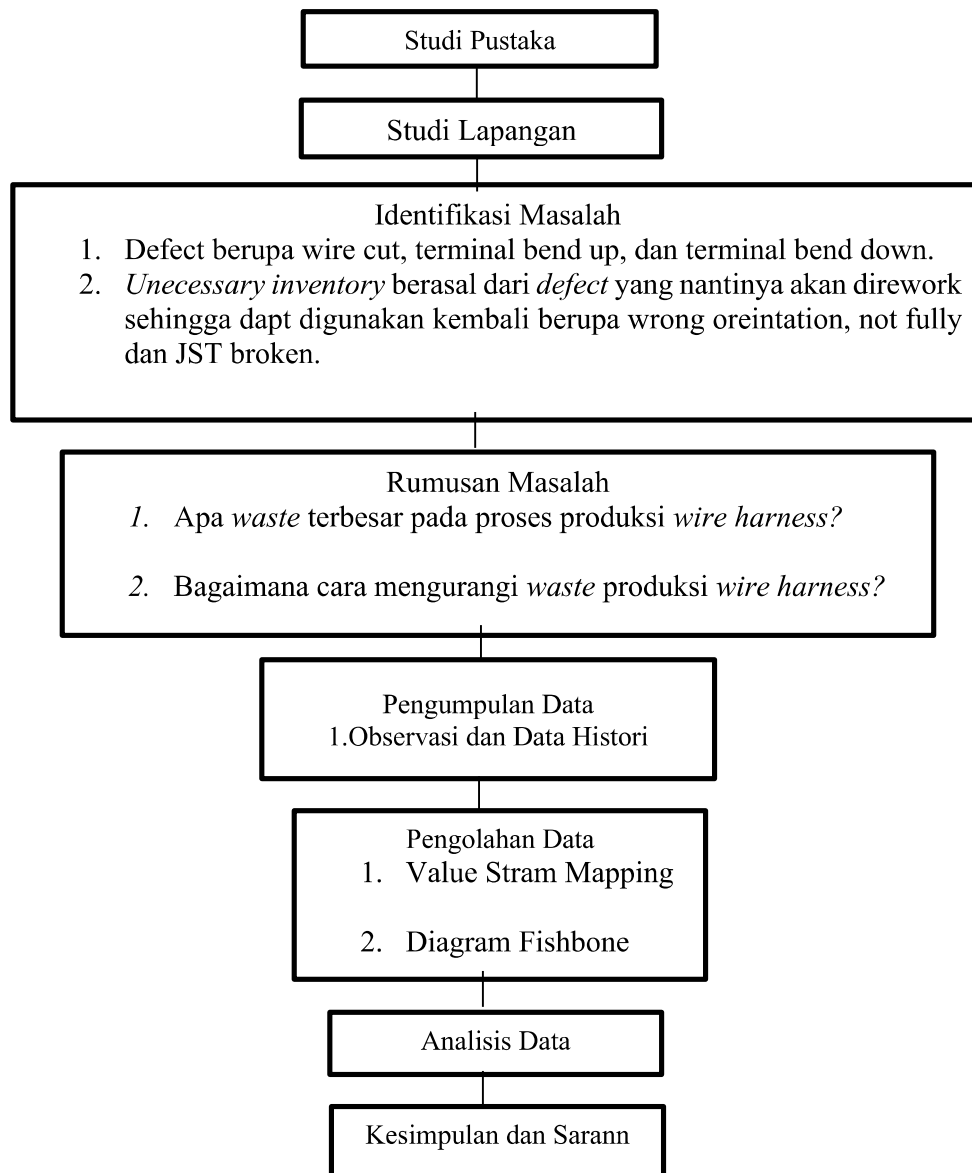 Studi Pustaka
Studi Lapangan
Identifikasi Masalah
1. Defect berupa wire cut, terminal bend up, dan terminal bend down.
2. Unecessary inventory berasal dari defect yang nantinya akan dirework
sehingga dapt digunakan kembali berupa wrong oreintation, not fully
dan JST broken.
Rumusan Masalah
1. Apa waste terbesar pada proses produksi wire harness?
2. Bagaimana cara mengurangi waste produksi wire harness?
Pengumpulan Data
1.Observasi dan Data Histori
Pengolahan Data
1. Value Stram Mapping
2. Diagram Fishbone
Analisis Data
Kesimpulan dan Sarann